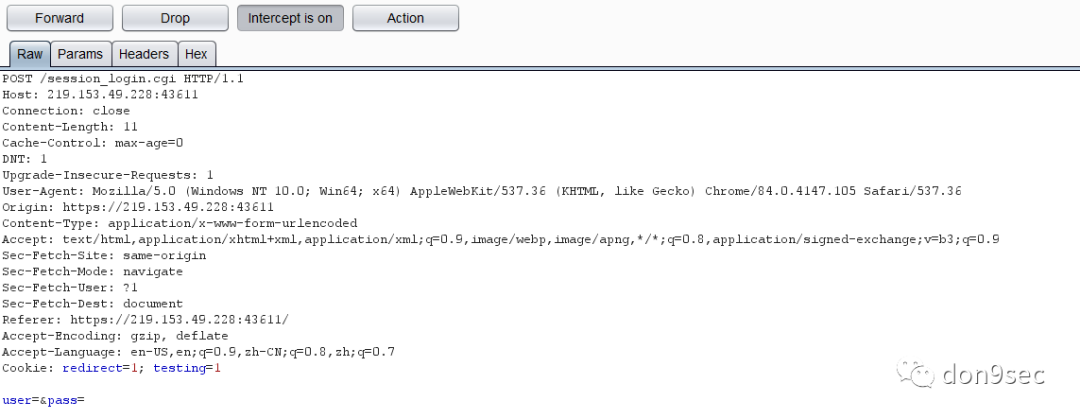 Forward Drop Intercept is on Action
Raw Params Headers Hex
POST /session_login.cgi HTTP/1.1
Host: 219.153.49.228:43611
Connection: close
Content-Length: 11
Cache-Control: max-age=0
DNT: 1
Upgrade-Insecure-Requests: 1
User-Agent: Mozilla/5.0 (Windows NT 10.0; Win64; x64) AppleWebKit/537.36 (KHTML, like Gecko) Chrome/84.0.4147.105 Safari/537.36
Origin: https://219.153.49.228:43611
Content-Type: application/x-www-form-urlencoded
Accept: text/html,application/xhtml+xml,application/xml;q=0.9,image/webp,image/apng,*/*;q=0.8,application/signed-exchange;v=b3;q=0.9
Sec-Fetch-Site: same-origin
Sec-Fetch-Mode: navigate
Sec-Fetch-User: ?1
Sec-Fetch-Dest: document
Referer: https://219.153.49.228:43611/
Accept-Encoding: gzip, deflate
Accept-Language: en-US,en;q=0.9,zh-CN;q=0.8,zh;q=0.7
Cookie: redirect=1; testing=1
don9sec
user=&pass=